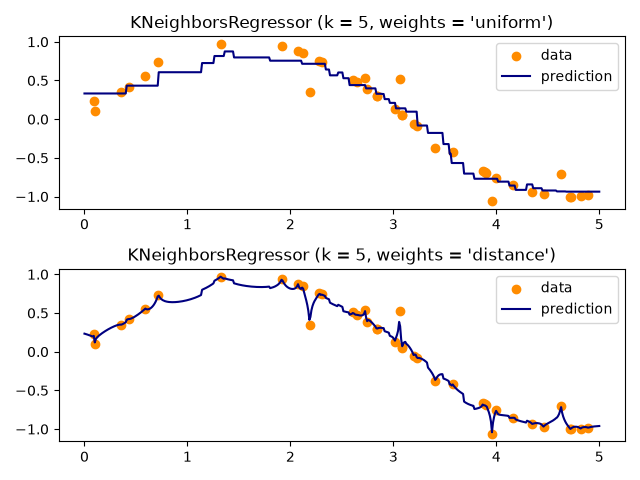 KNeighborsRegressor (k = 5, weights = 'uniform')
1.0
0.5
0.0
−0.5
−1.0
data
prediction
0 1 2 3 4 5
KNeighborsRegressor (k = 5, weights = 'distance')
1.0
0.5
0.0
−0.5
−1.0
data
prediction
0 1 2 3 4 5